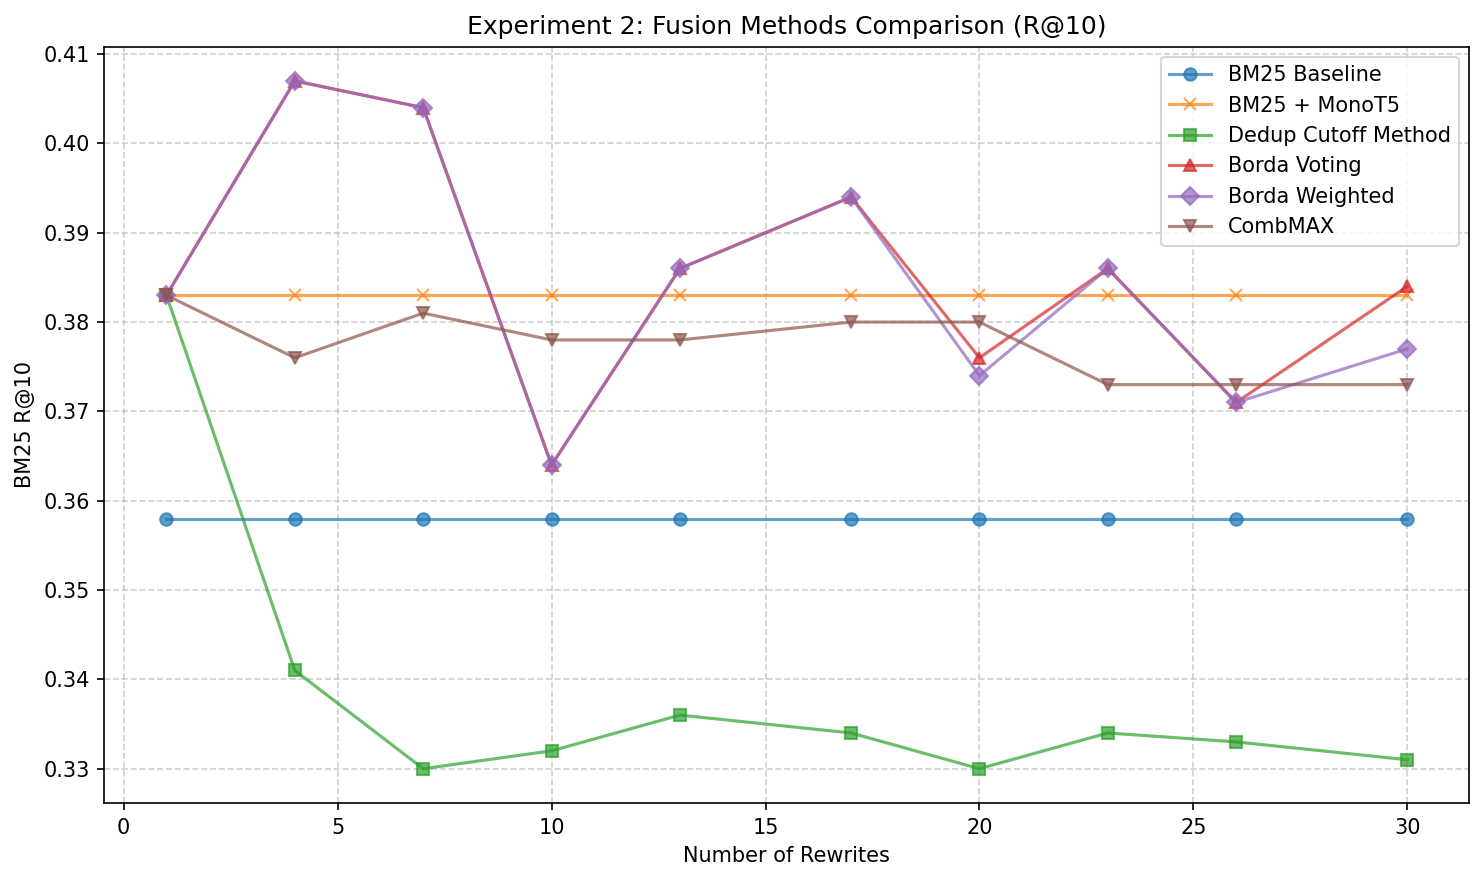 Experiment 2: Fusion Methods Comparison (R@10)
BM25 R@10
0.41
0.40
0.39
0.38
0.37
0.36
0.35
0.34
0.33
BM25 Baseline
BM25 + MonoT5
Dedup Cutoff Method
Borda Voting
Borda Weighted
CombMAX
0 5 10 15 20 25 30
Number of Rewrites